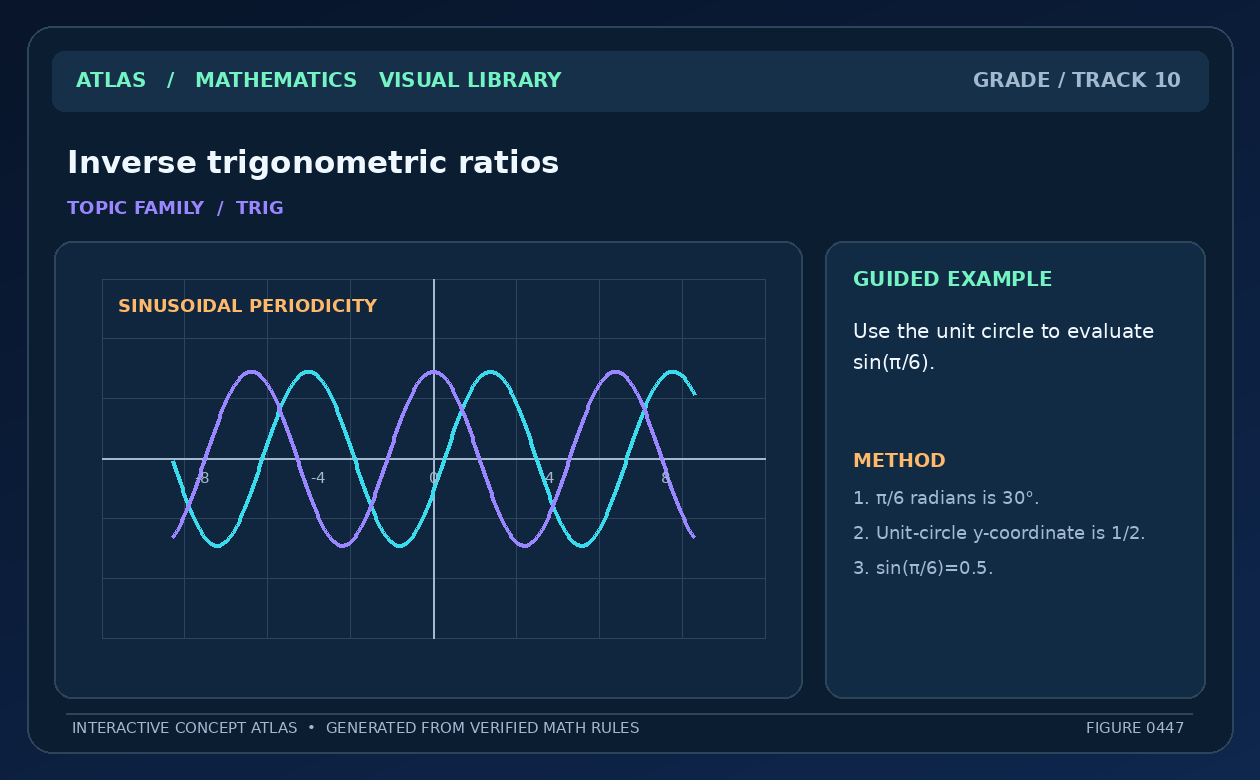 ATLAS / MATHEMATICS VISUAL LIBRARY
GRADE / TRACK 10
Inverse trigonometric ratios
TOPIC FAMILY / TRIG
SINUSOIDAL PERIODICITY
-8 -4 0 4 8
GUIDED EXAMPLE
Use the unit circle to evaluate
sin(π/6).
METHOD
1. π/6 radians is 30°.
2. Unit-circle y-coordinate is 1/2.
3. sin(π/6)=0.5.
INTERACTIVE CONCEPT ATLAS • GENERATED FROM VERIFIED MATH RULES
FIGURE 0447